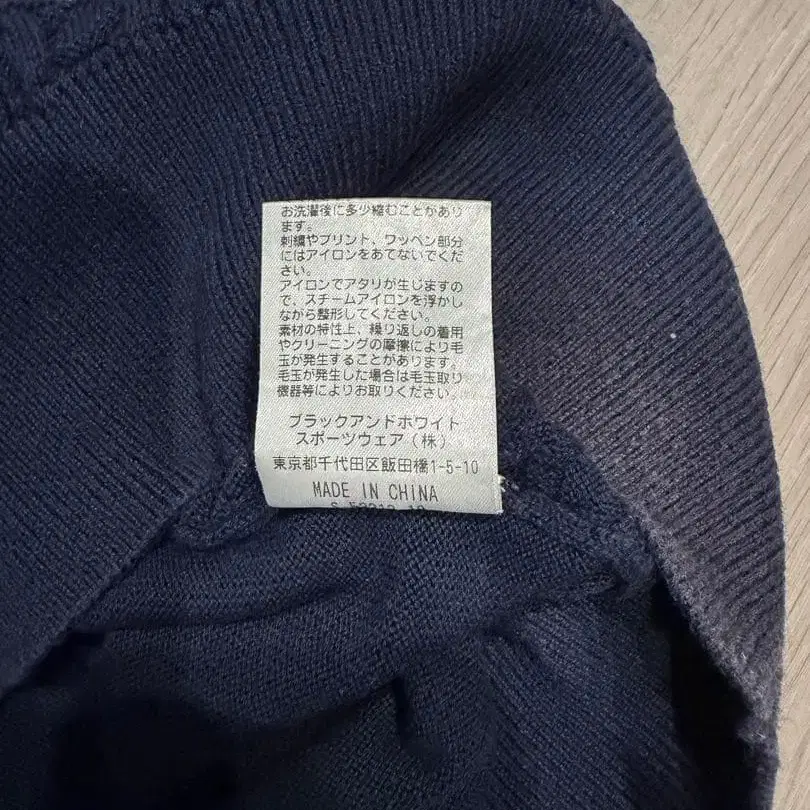 お洗濯後に多少縮むことがあり
ます。
刺繍やプリント、ワッペン部分
にはアイロンをあてないでくだ
さい。
アイロンでアタリが生じますの
で、スチームアイロンを浮かし
ながら整形してください。
素材の特性上、繰り返しの着用
やクリーニングの摩擦により毛
玉が発生することがあります。
毛玉が発生した場合は毛玉取り
機器等によりお取りください。
ブラックアンドホワイト
スポーツウェア(株)
東京都千代田区飯田橋1-5-10
MADE IN CHINA